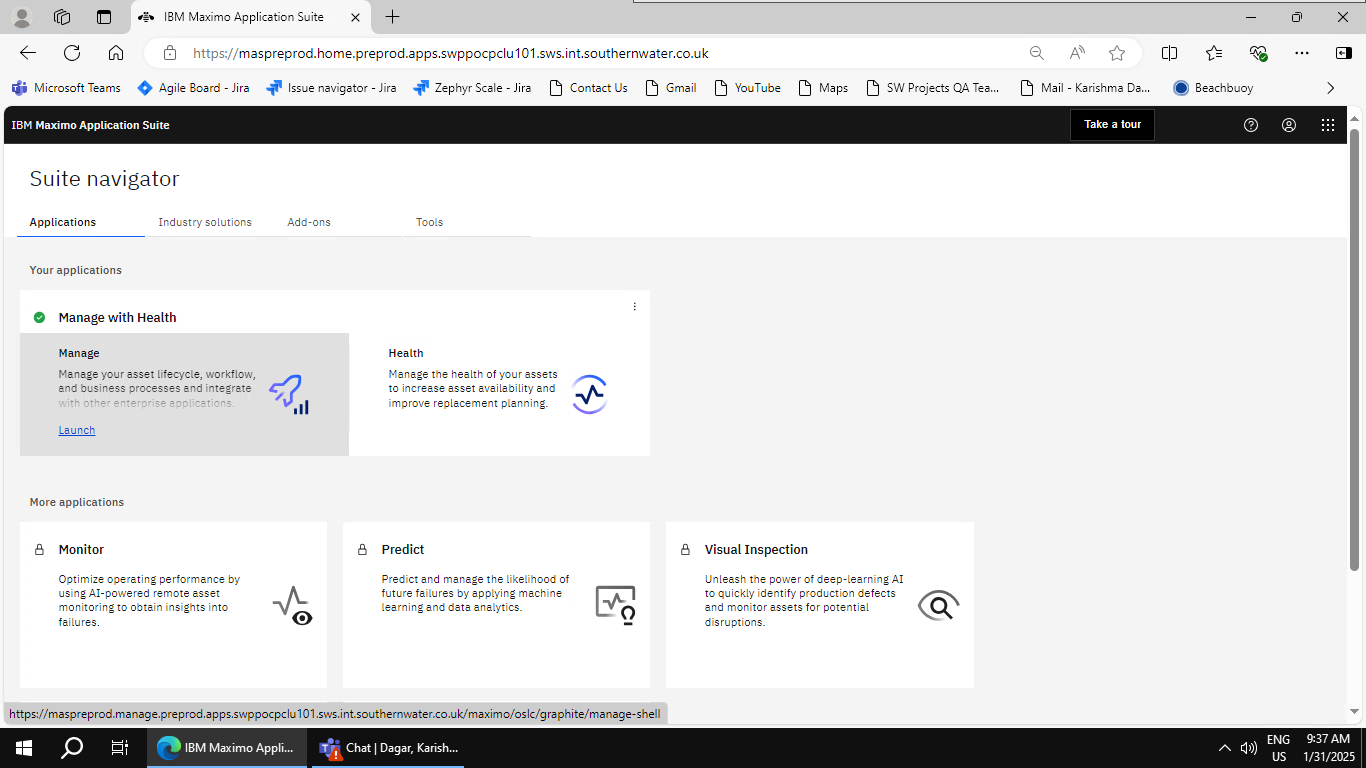 IBM Maximo Application Suite
https://maspreprod.home.preprod.apps.swppocpclu101.sws.int.southernwater.co.uk
Microsoft Teams
Agile Board - Jira
Issue navigator - Jira
Zephyr Scale - Jira
Contact Us
Gmail
YouTube
Maps
SW Projects QA Tea...
Mail - Karishma Da...
Beachbuoy
IBM Maximo Application Suite
Take a tour
Suite navigator
Applications
Industry solutions
Add-ons
Tools
Your applications
Manage with Health
Manage
Manage your asset lifecycle, workflow,
and business processes and integrate
with other enterprise applications.
Launch
Health
Manage the health of your assets
to increase asset availability and
improve replacement planning.
More applications
Monitor
Optimize operating performance by
using AI-powered remote asset
monitoring to obtain insights into
failures.
Predict
Predict and manage the likelihood of
future failures by applying machine
learning and data analytics.
Visual Inspection
Unleash the power of deep-learning AI
to quickly identify production defects
and monitor assets for potential
disruptions.
https://maspreprod.manage.preprod.apps.swppocpclu101.sws.int.southernwater.co.uk/maximo/oslc/graphite/manage-shell
IBM Maximo Appli...
Chat | Dagar, Karish...
ENG
US
9:37 AM
1/31/2025